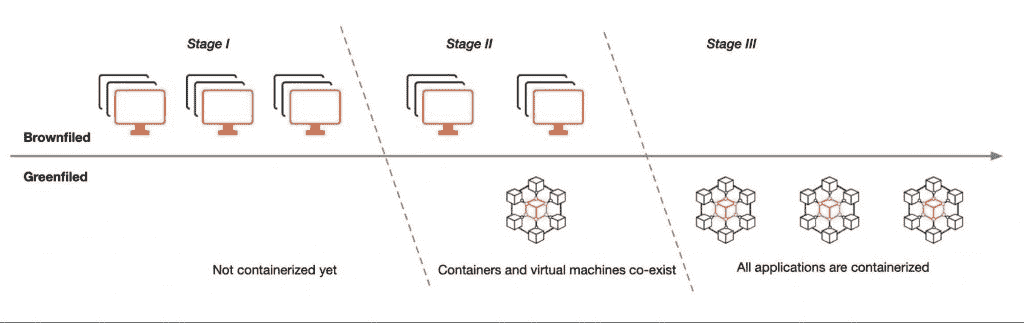 Stage I
Stage II
Stage III
Brownfiled
Greenfiled
Not containerized yet
Containers and virtual machines co-exist
All applications are containerized